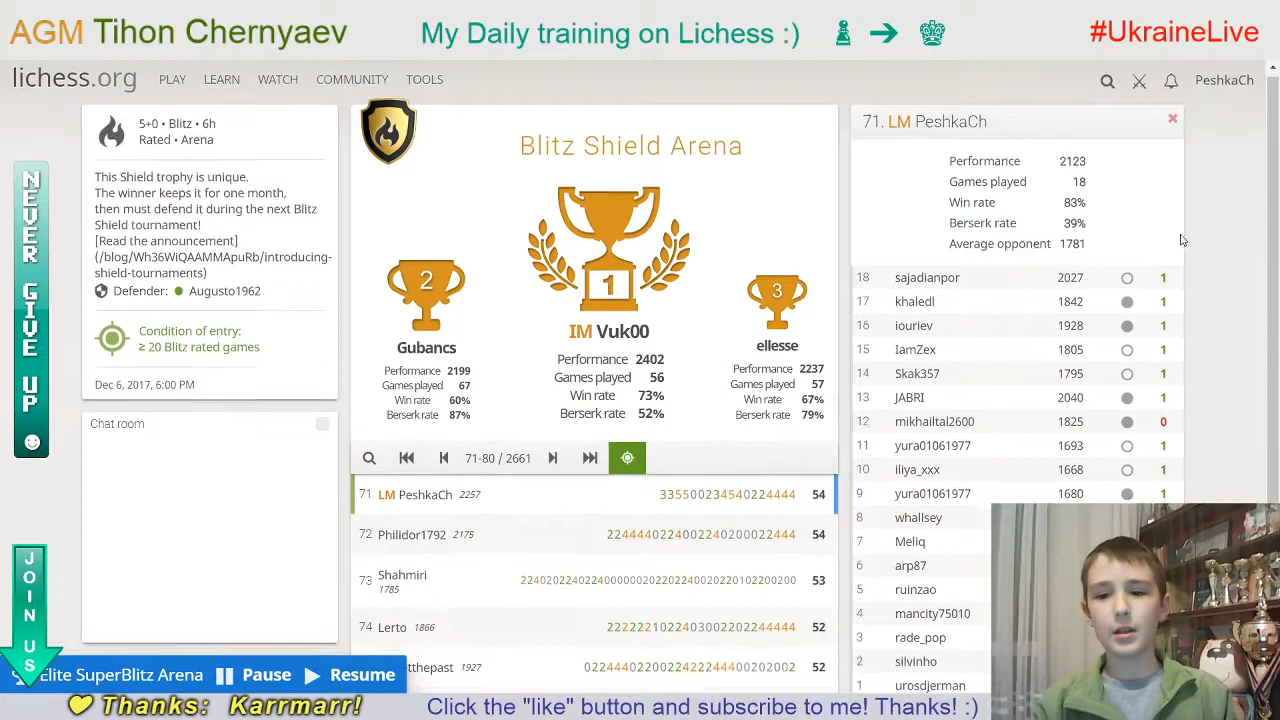 AGM Tihon Chernyaev
My Daily training on Lichess :)
#UkraineLive
lichess.org
PLAY LEARN WATCH COMMUNITY TOOLS
PeshkaCh
NEVER GIVE UP
JOIN US
5+0 • Blitz • 6h
Rated • Arena
This Shield trophy is unique.
The winner keeps it for one month,
then must defend it during the next Blitz
Shield tournament!
[Read the announcement]
(/blog/Wh36WiQAAMMApuRb/introducing-
shield-tournaments)
Defender: Augusto1962
Condition of entry:
≥ 20 Blitz rated games
Dec 6, 2017, 6:00 PM
Chat room
Blitz Shield Arena
2
Gubancs
Performance 2199
Games played 67
Win rate 60%
Berserk rate 87%
1
IM Vuk00
Performance 2402
Games played 56
Win rate 73%
Berserk rate 52%
3
ellesse
Performance 2237
Games played 57
Win rate 67%
Berserk rate 79%
71-80 / 2661
71 LM PeshkaCh 2257 335500234540224444 54
72 Philidor1792 2175 54
73 Shahmiri 1785 53
74 Lerto 1866 52
tthepast 1927 52
71. LM PeshkaCh
Performance 2123
Games played 18
Win rate 83%
Berserk rate 39%
Average opponent 1781
18 sajadianpor 2027 1
17 khaledl 1842 1
16 iouriev 1928 1
15 IamZex 1805 1
14 Skak357 1795 1
13 JABRI 2040 1
12 mikhailtal2600 1825 0
11 yura01061977 1693 1
10 iliya_xxx 1668 1
9 yura01061977 1680 1
8 whallsey
7 Meliq
6 arp87
5 ruinzao
4 mancity75010
3 rade_pop
2 silvinho
1 urosdjerman
Elite SuperBlitz Arena Pause Resume
Thanks: Karrmarr!
Click the "like" button and subscribe to me! Thanks! :)